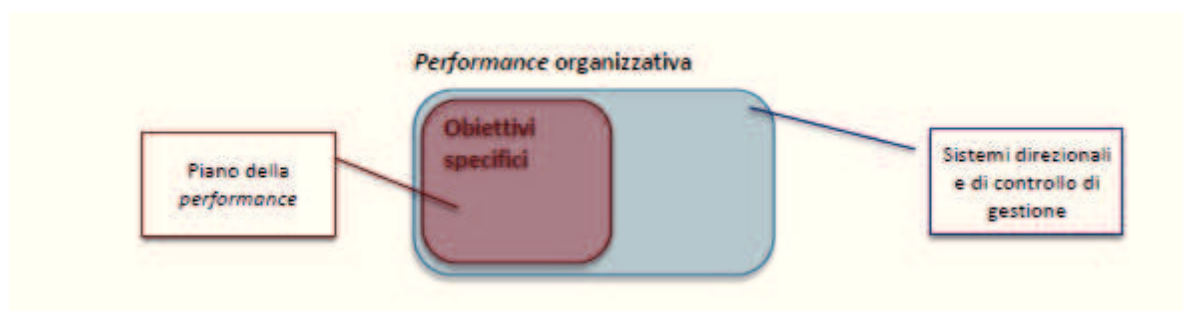 Performance organizzativa
Obiettivi
specifici
Piano della
performance
Sistemi direzionali
e di controllo di
gestione